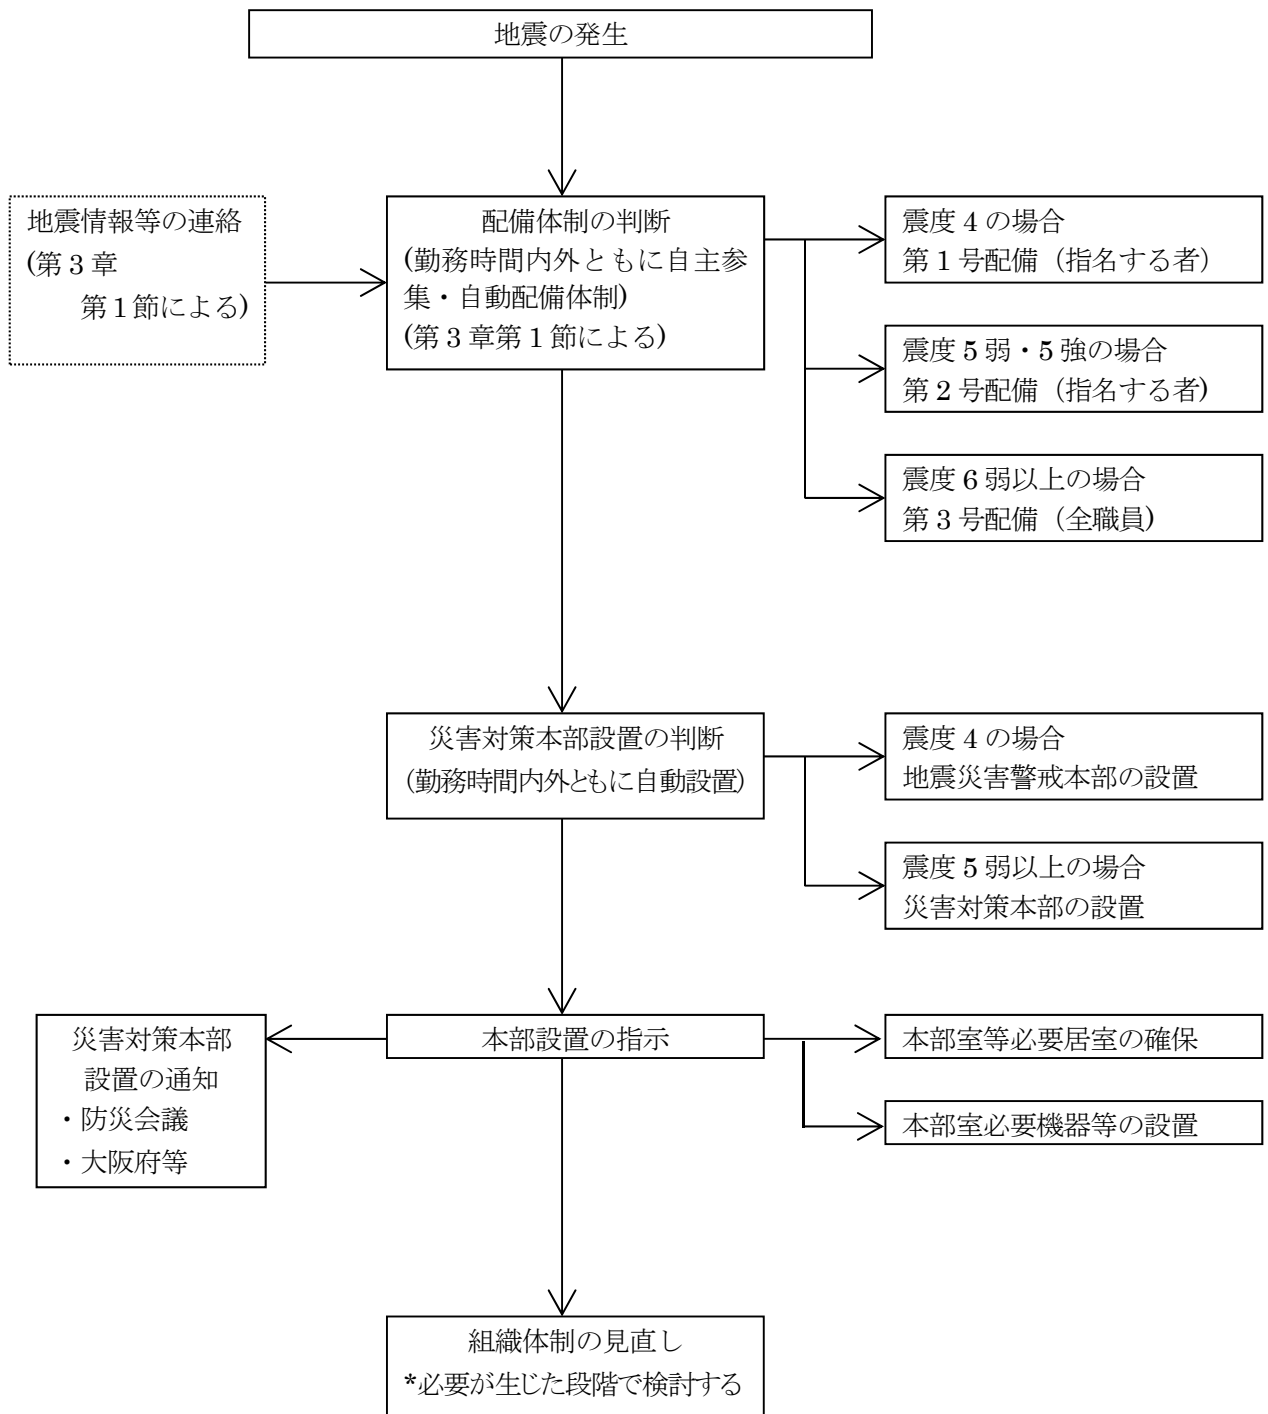 地震の発生
地震情報等の連絡
(第3章
第1節による)
配備体制の判断
(勤務時間内外ともに自主参
集・自動配備体制)
(第3章第1節による)
震度4の場合
第1号配備(指名する者)
震度5弱・5強の場合
第2号配備(指名する者)
震度6弱以上の場合
第3号配備(全職員)
災害対策本部設置の判断
(勤務時間内外ともに自動設置)
震度4の場合
地震災害警戒本部の設置
震度5弱以上の場合
災害対策本部の設置
災害対策本部
設置の通知
・防災会議
・大阪府等
本部設置の指示
本部室等必要居室の確保
本部室必要機器等の設置
組織体制の見直し
*必要が生じた段階で検討する